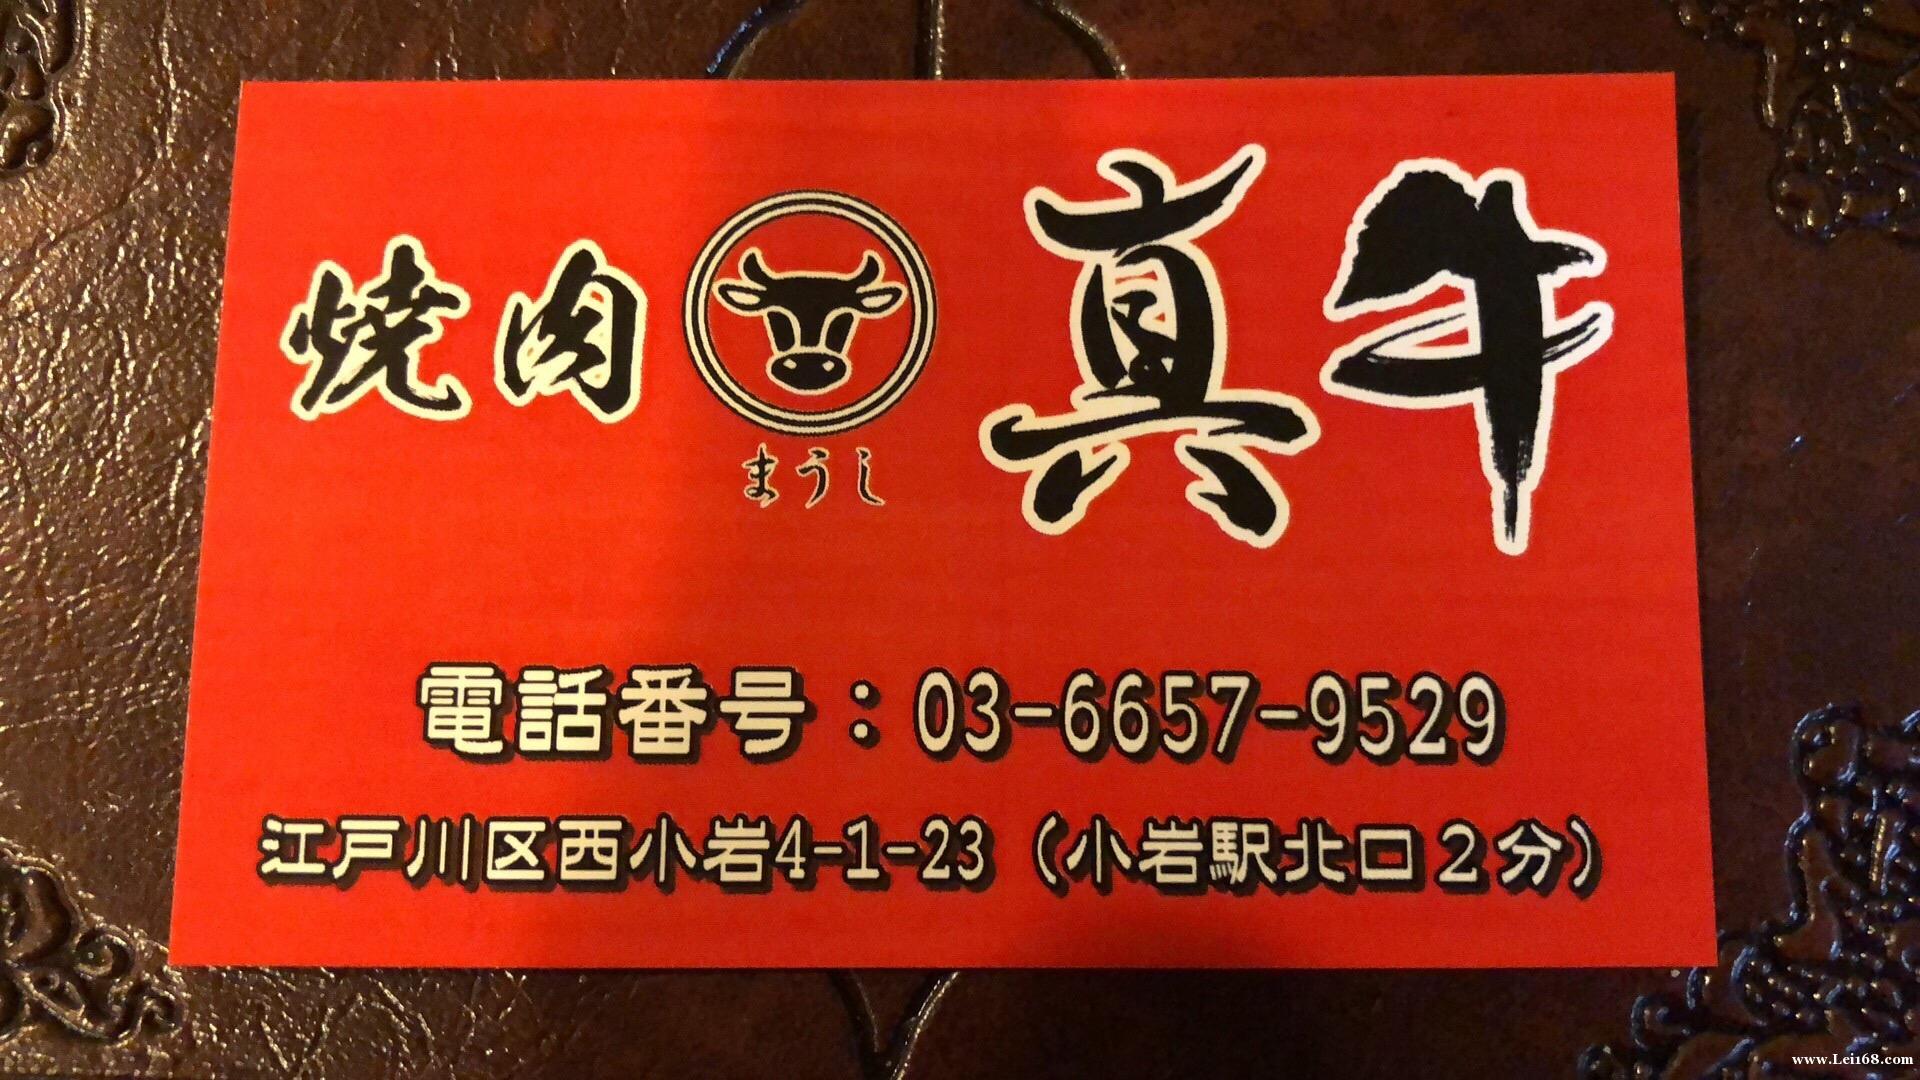 焼肉 真牛
まうし
電話番号：03-6657-9529
江戸川区西小岩4-1-23（小岩駅北口２分）
www.Lei168.com